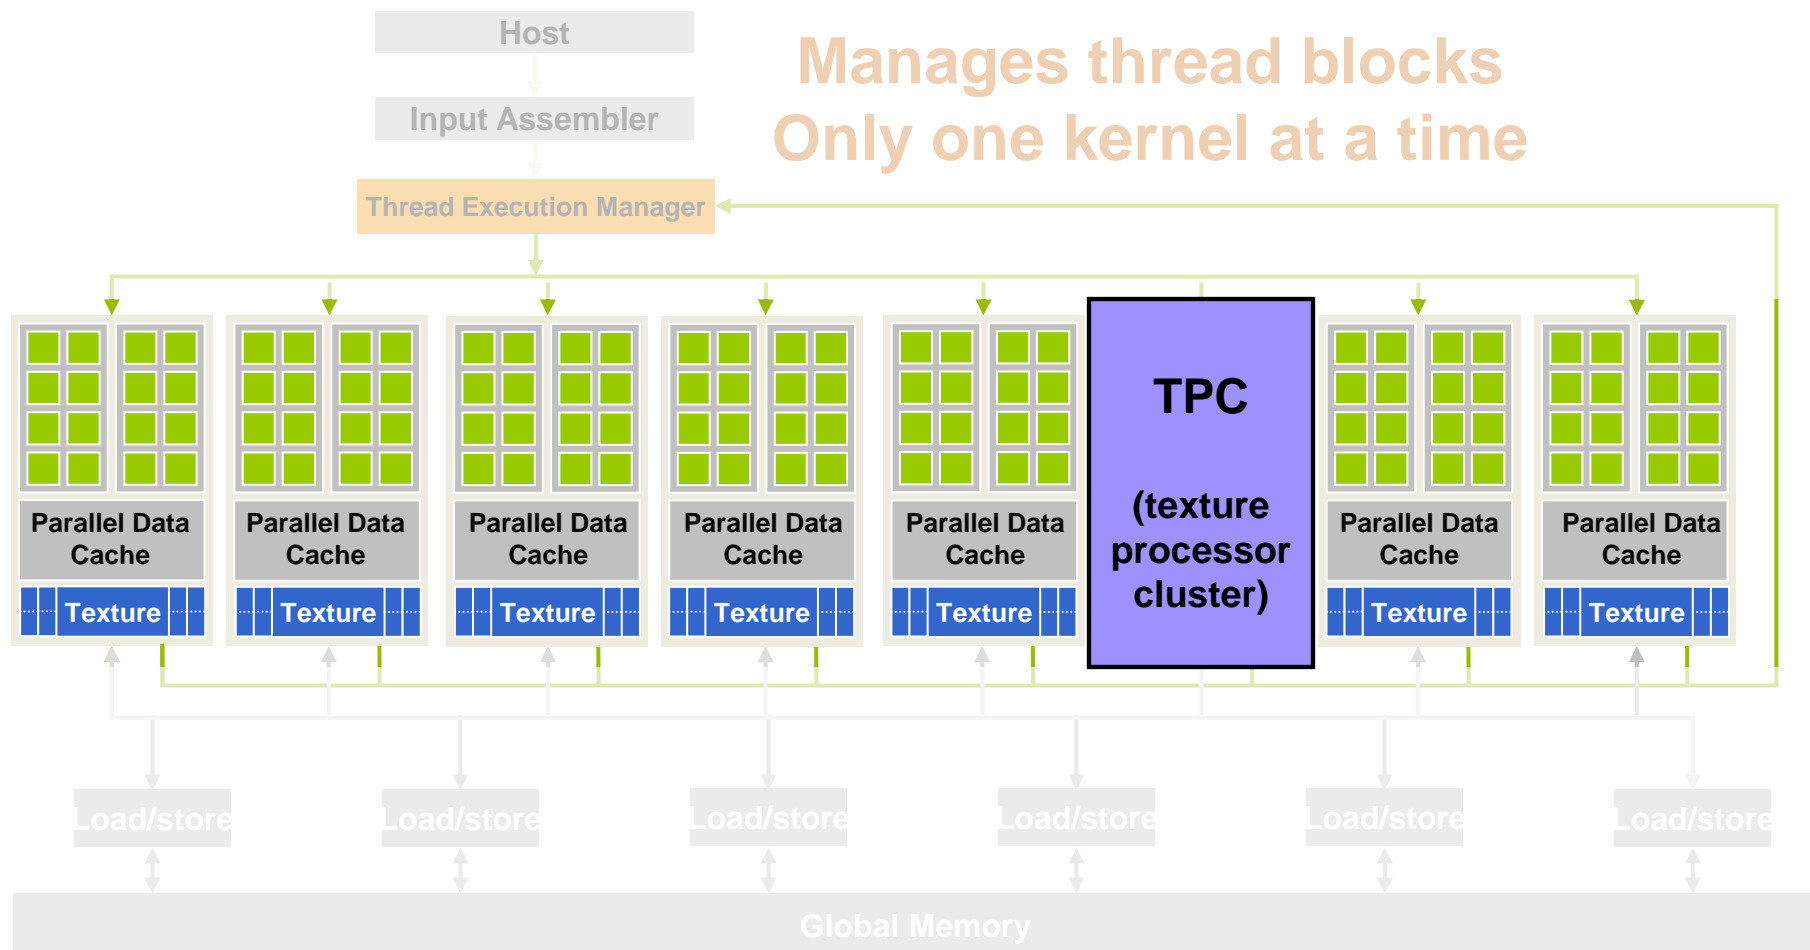 Host
Manages thread blocks
Only one kernel at a time
Input Assembler
Thread Execution Manager
TPC
(texture
processor
cluster)
Parallel Data
Cache
Parallel Data
Cache
Parallel Data
Cache
Parallel Data
Cache
Parallel Data
Cache
Parallel Data
Cache
Parallel Data
Cache
Texture
Texture
Texture
Texture
Texture
Texture
Texture
Load/store
Load/store
Load/store
Load/store
Load/store
Load/store
Global Memory